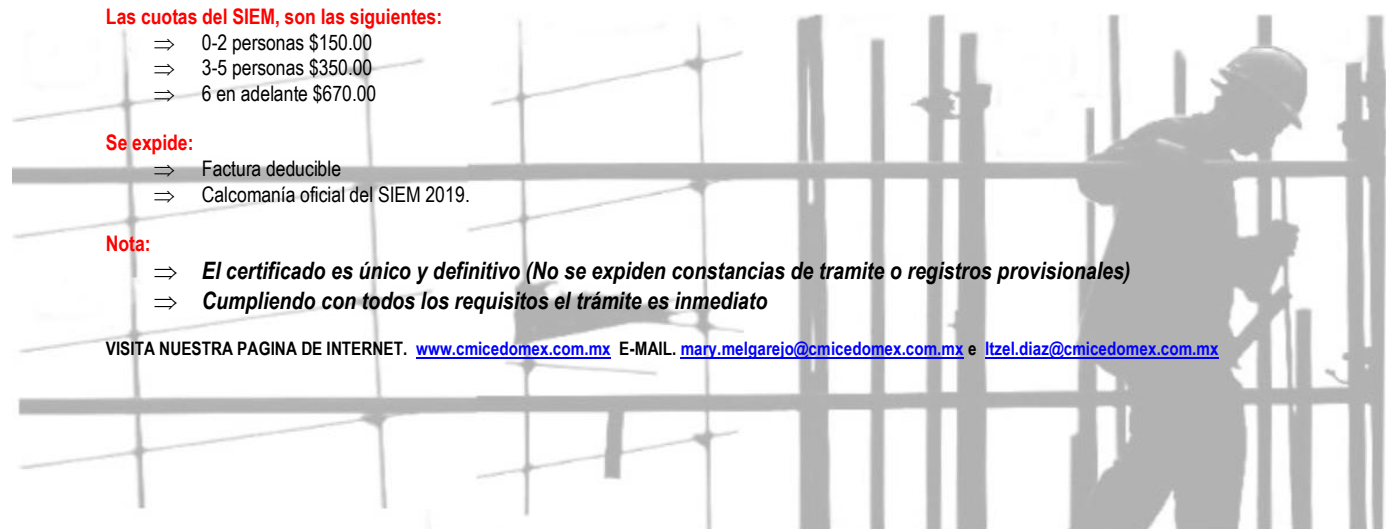 Las cuotas del SIEM, son las siguientes:
⇒ 0-2 personas $150.00
⇒ 3-5 personas $350.00
⇒ 6 en adelante $670.00
Se expide:
⇒ Factura deducible
⇒ Calcomanía oficial del SIEM 2019.
Nota:
⇒ El certificado es único y definitivo (No se expiden constancias de tramite o registros provisionales)
⇒ Cumpliendo con todos los requisitos el trámite es inmediato
VISITA NUESTRA PAGINA DE INTERNET. www.cmicedomex.com.mx E-MAIL. mary.melgarejo@cmicedomex.com.mx e Itzel.diaz@cmicedomex.com.mx